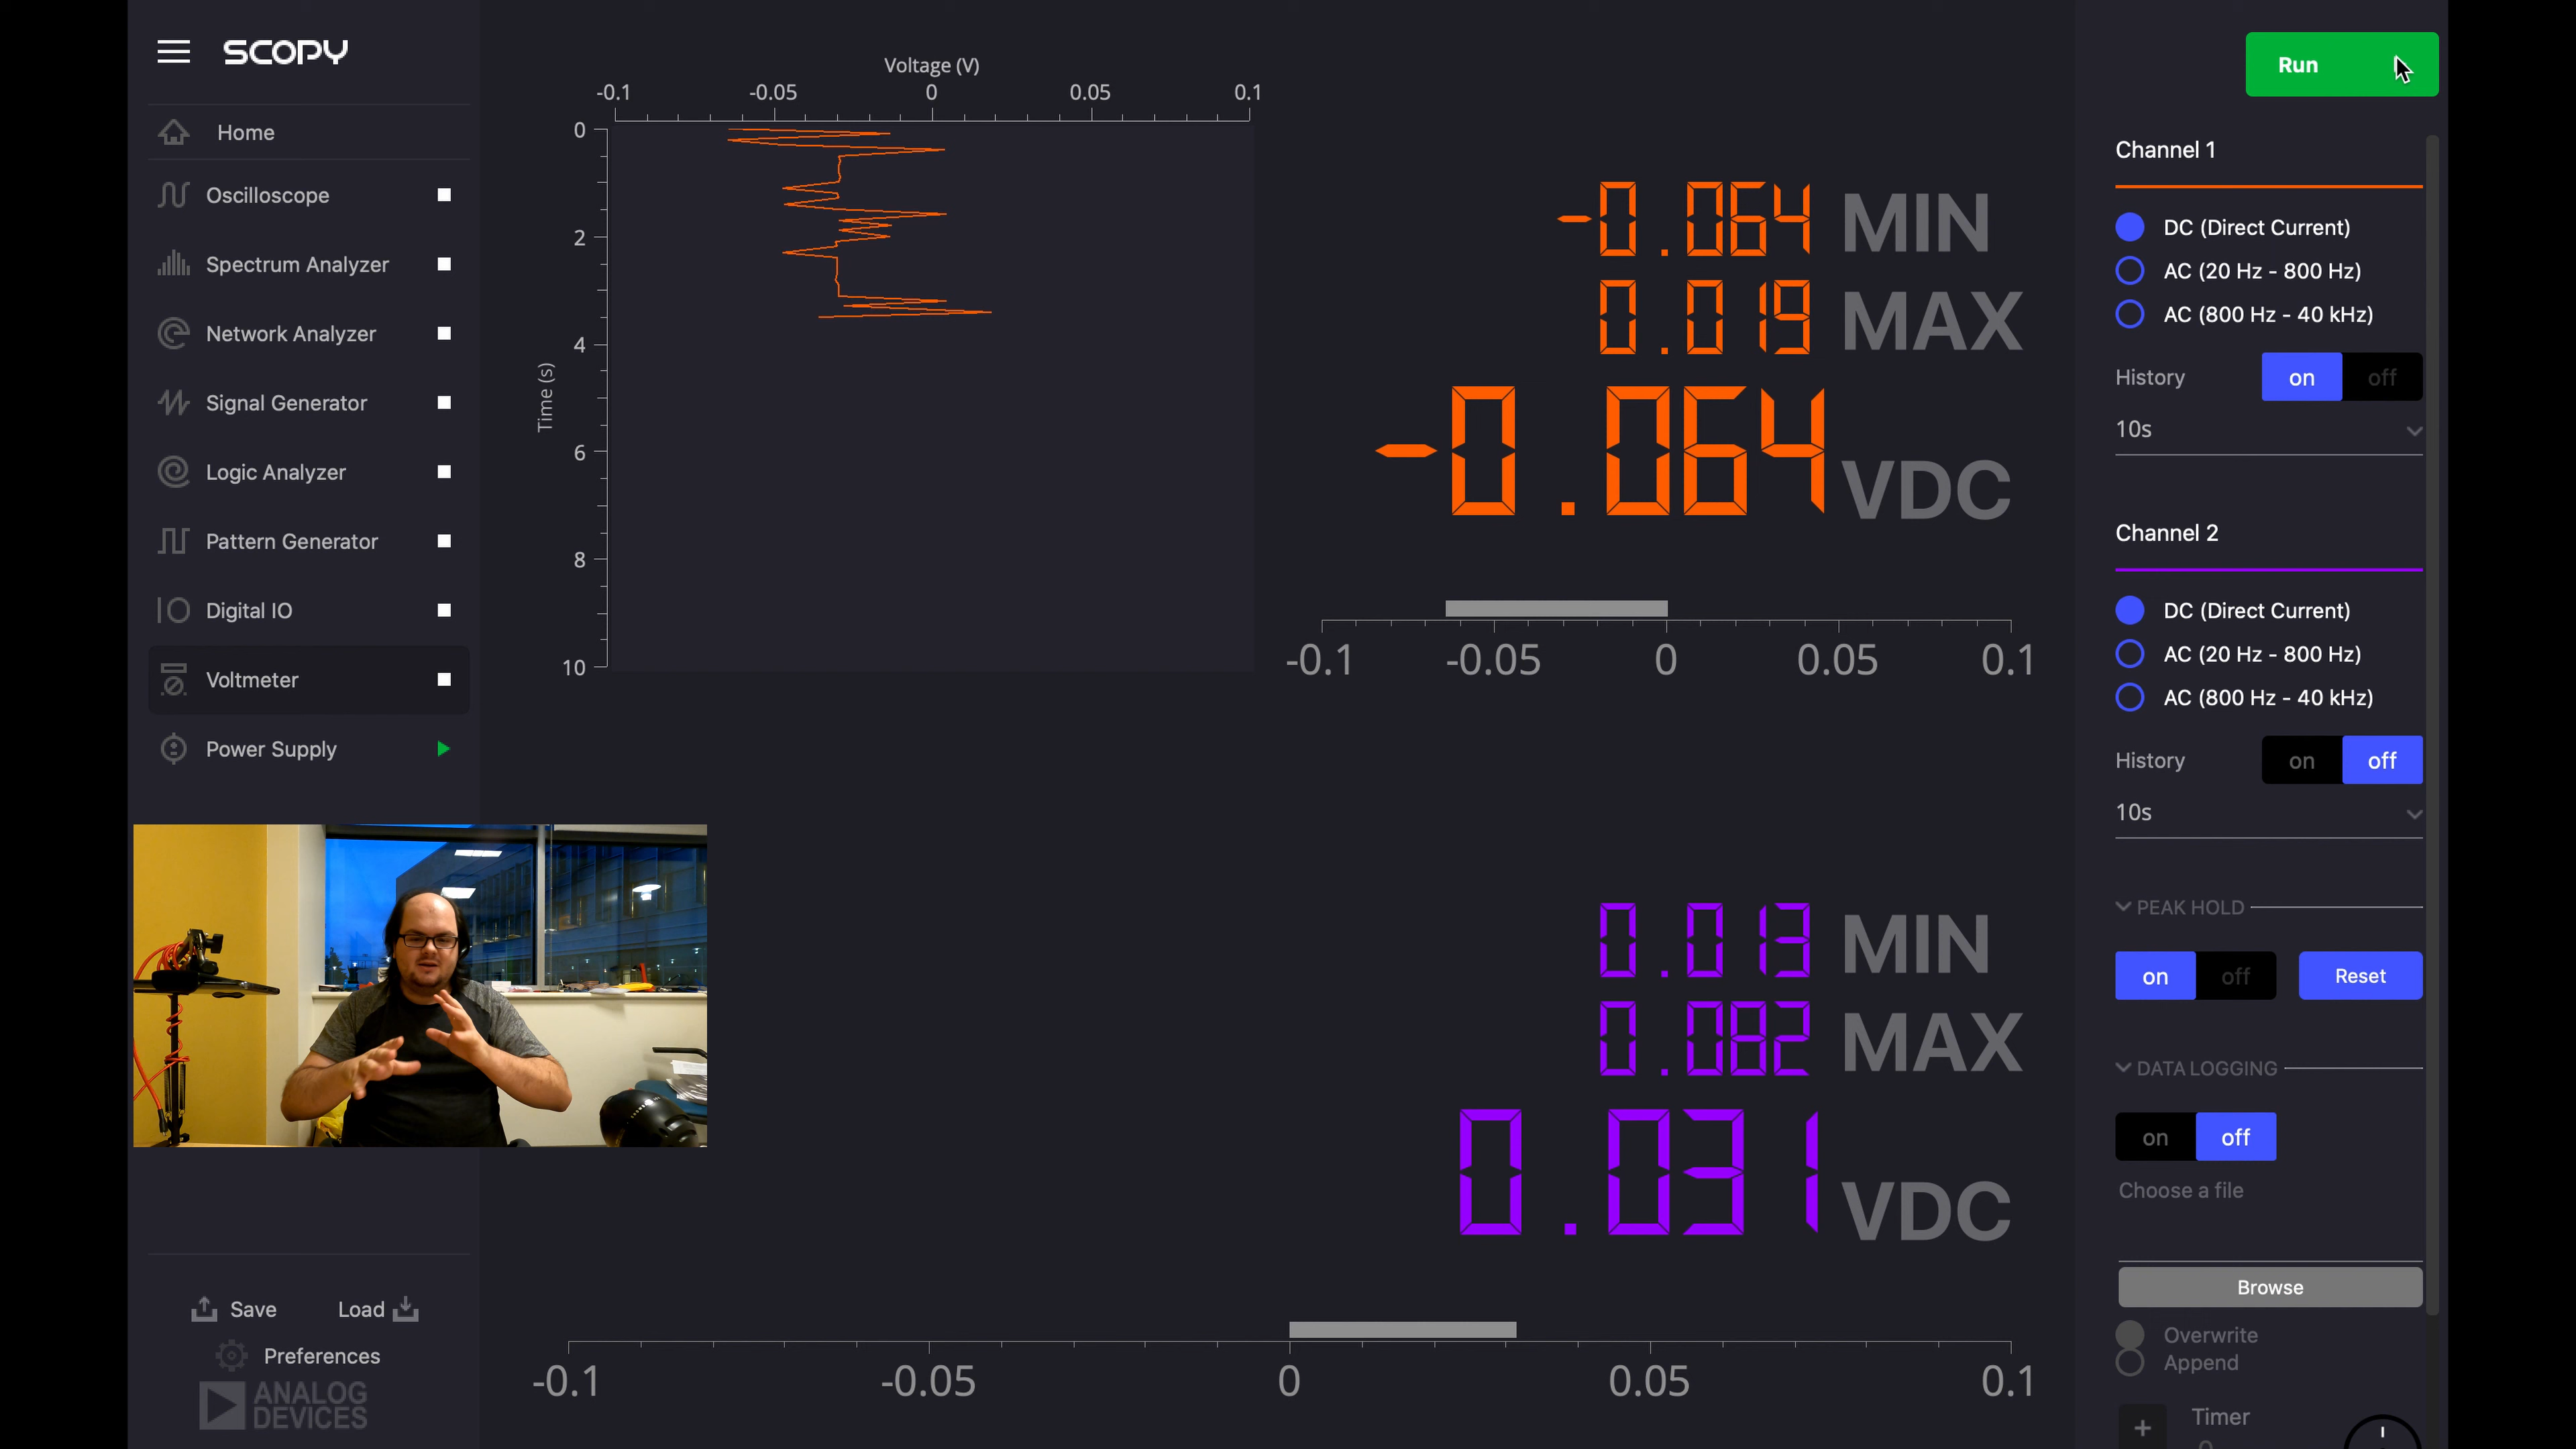 SCOPY
Home
Oscilloscope
Spectrum Analyzer
Network Analyzer
Signal Generator
Logic Analyzer
Pattern Generator
Digital IO
Voltmeter
Power Supply
Save Load
Preferences
ANALOG
DEVICES
Voltage (V)
-0.1 -0.05 0 0.05 0.1
0
2
4
6
8
10
Time (s)
-0.064 MIN
0.019 MAX
-0.064 VDC
-0.1 -0.05 0 0.05 0.1
0.013 MIN
0.082 MAX
0.031 VDC
-0.1 -0.05 0 0.05 0.1
Run
Channel 1
DC (Direct Current)
AC (20 Hz - 800 Hz)
AC (800 Hz - 40 kHz)
History on off
10s
Channel 2
DC (Direct Current)
AC (20 Hz - 800 Hz)
AC (800 Hz - 40 kHz)
History on off
10s
PEAK HOLD
on off Reset
DATA LOGGING
on off
Choose a file
Browse
Overwrite
Append
+ Timer